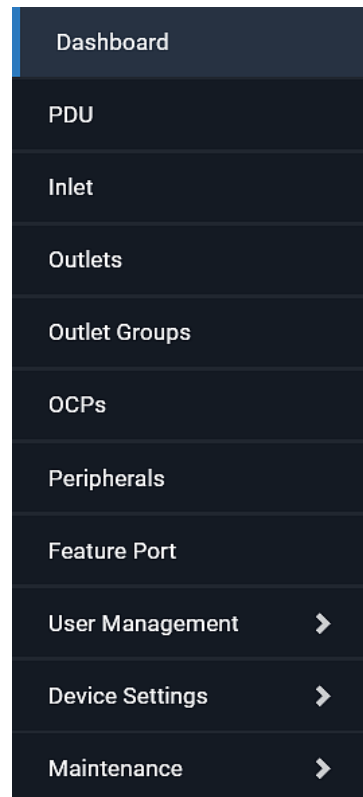 Dashboard
PDU
Inlet
Outlets
Outlet Groups
OCPs
Peripherals
Feature Port
User Management
Device Settings
Maintenance